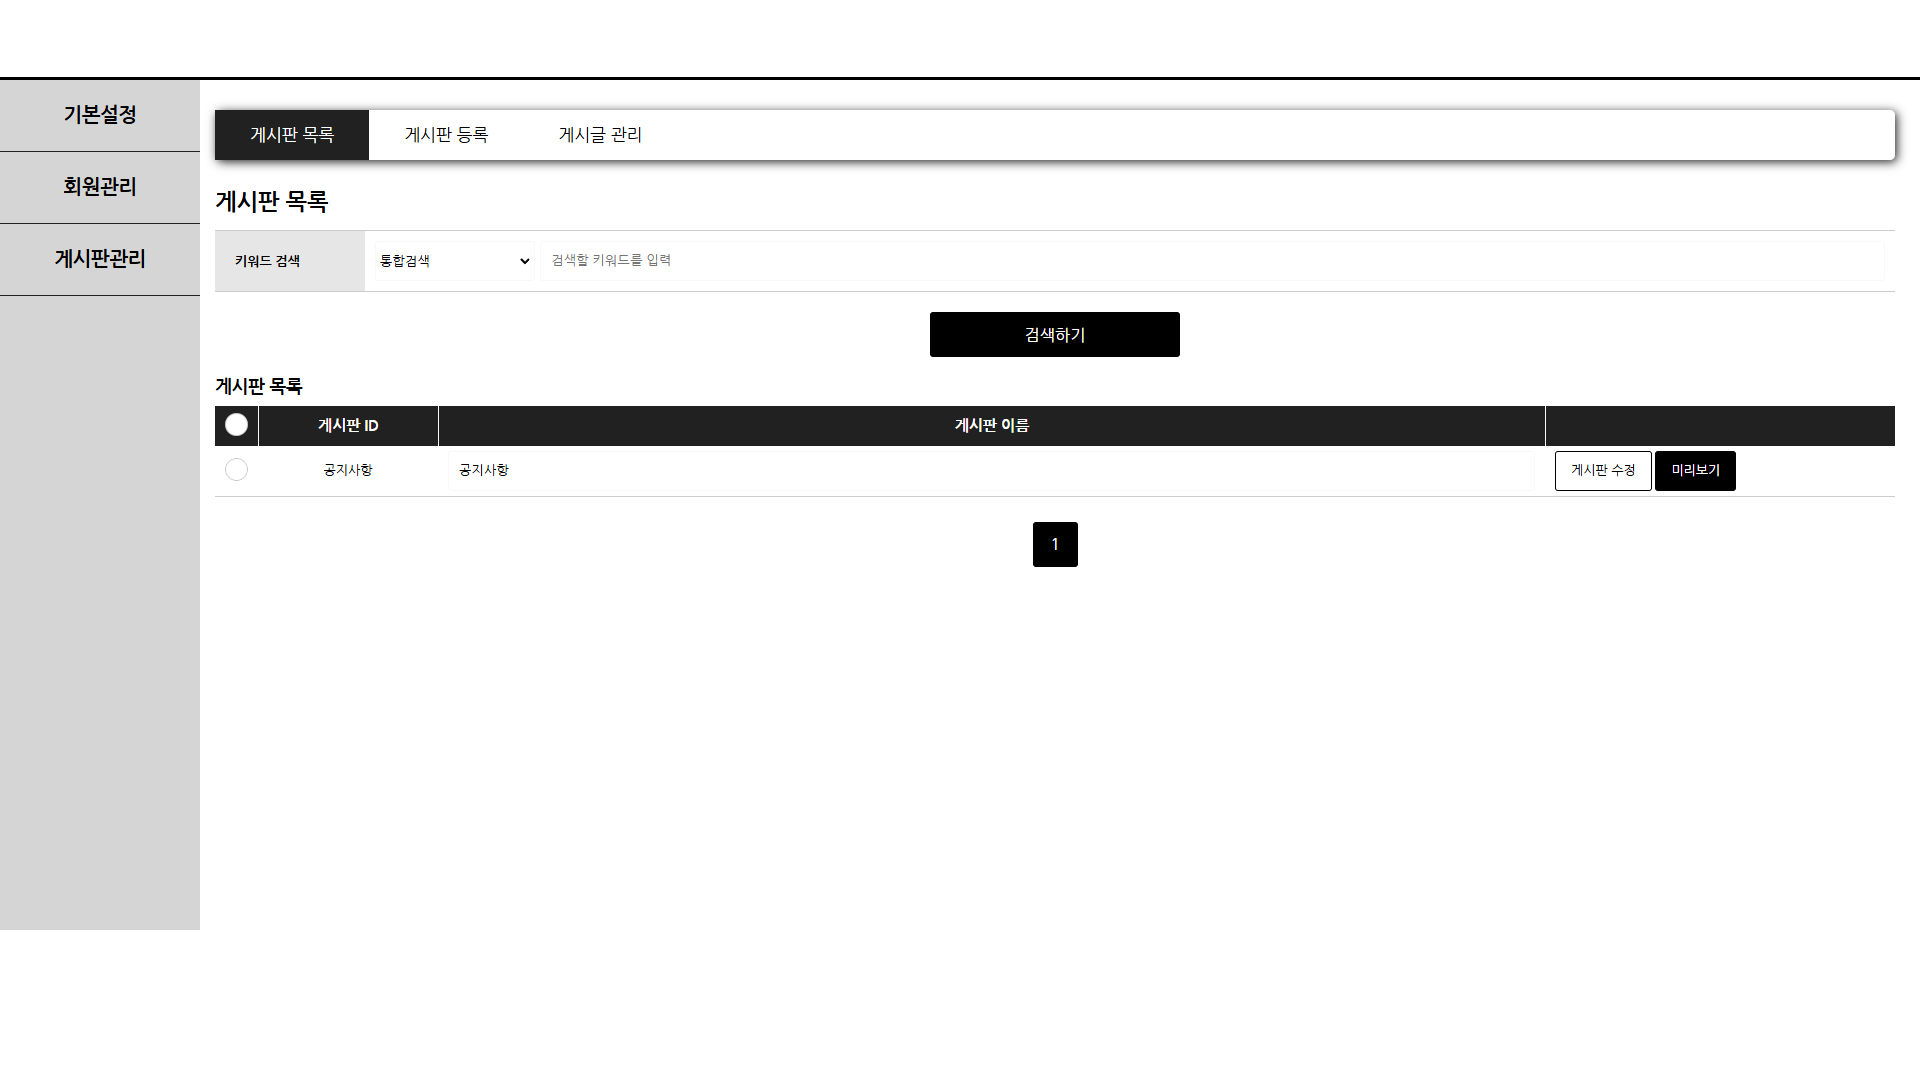 기본설정
회원관리
게시판관리
게시판 목록 게시판 등록 게시글 관리
게시판 목록
키워드 검색 통합검색 검색할 키워드를 입력
검색하기
게시판 목록
게시판 ID 게시판 이름
공지사항 공지사항 게시판 수정 미리보기
1